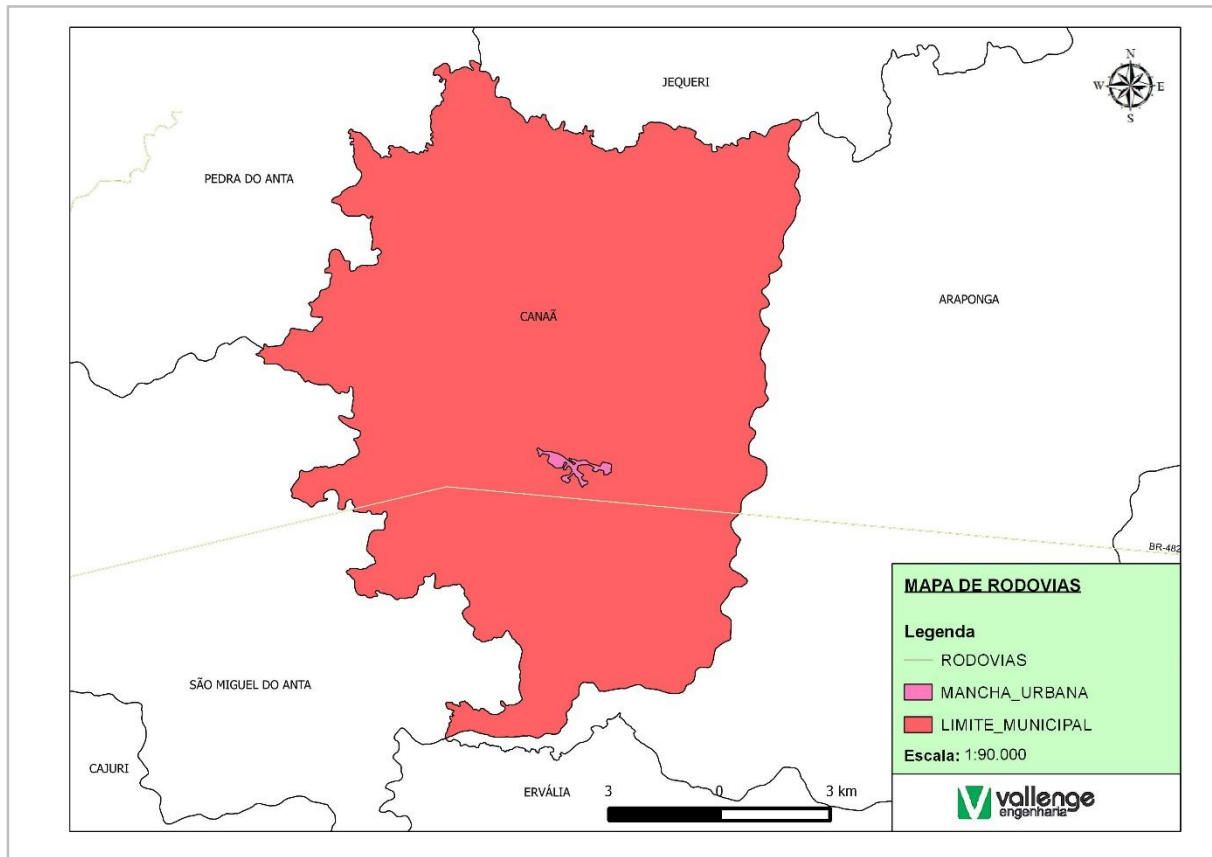 N
W E
S
JEQUERI
PEDRA DO ANTA
ARAPONGA
CANAÃ
BR-482
SÃO MIGUEL DO ANTA
CAJURI
ERVÁLIA
3 0 3 km
MAPA DE RODOVIAS
Legenda
RODOVIAS
MANCHA_URBANA
LIMITE_MUNICIPAL
Escala: 1:90.000
vallenge
engenharia